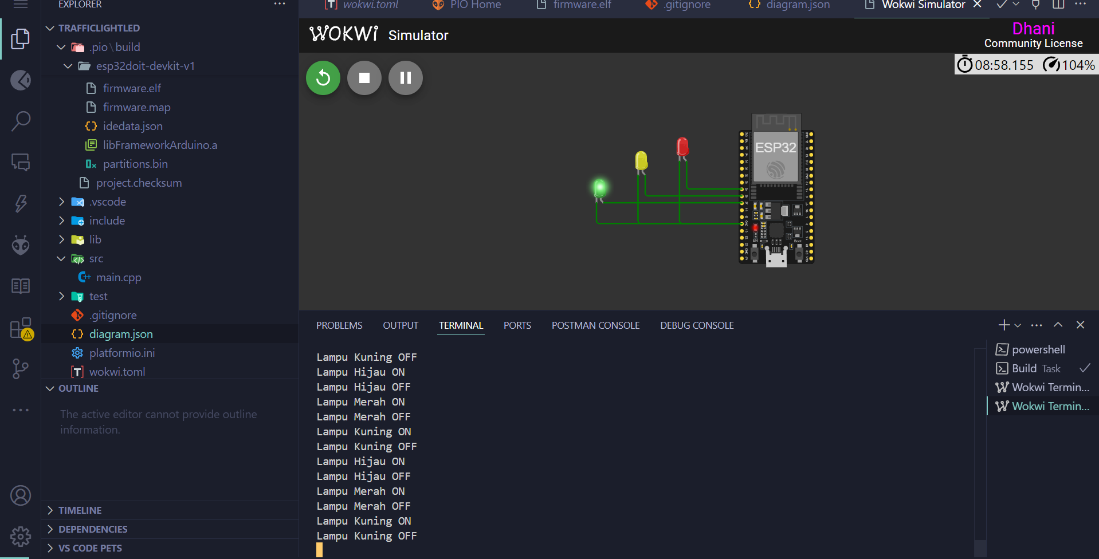 EXPLORER
TRAFFICLIGHTLED
.pio \ build
esp32doit-devkit-v1
firmware.elf
firmware.map
idedata.json
libFrameworkArduino.a
partitions.bin
project.checksum
.vscode
include
lib
src
main.cpp
test
.gitignore
diagram.json
platformio.ini
wokwi.toml
OUTLINE
The active editor cannot provide outline
information.
TIMELINE
DEPENDENCIES
VS CODE PETS
wokwi.toml PIO Home firmware.elf .gitignore diagram.json Wokwi Simulator
WOKWi Simulator
Dhani
Community License
08:58.155 104%
ESP32
PROBLEMS OUTPUT TERMINAL PORTS POSTMAN CONSOLE DEBUG CONSOLE
Lampu Kuning OFF
Lampu Hijau ON
Lampu Hijau OFF
Lampu Merah ON
Lampu Merah OFF
Lampu Kuning ON
Lampu Kuning OFF
Lampu Hijau ON
Lampu Hijau OFF
Lampu Merah ON
Lampu Merah OFF
Lampu Kuning ON
Lampu Kuning OFF
powershell
Build Task
Wokwi Termin...
Wokwi Termin...